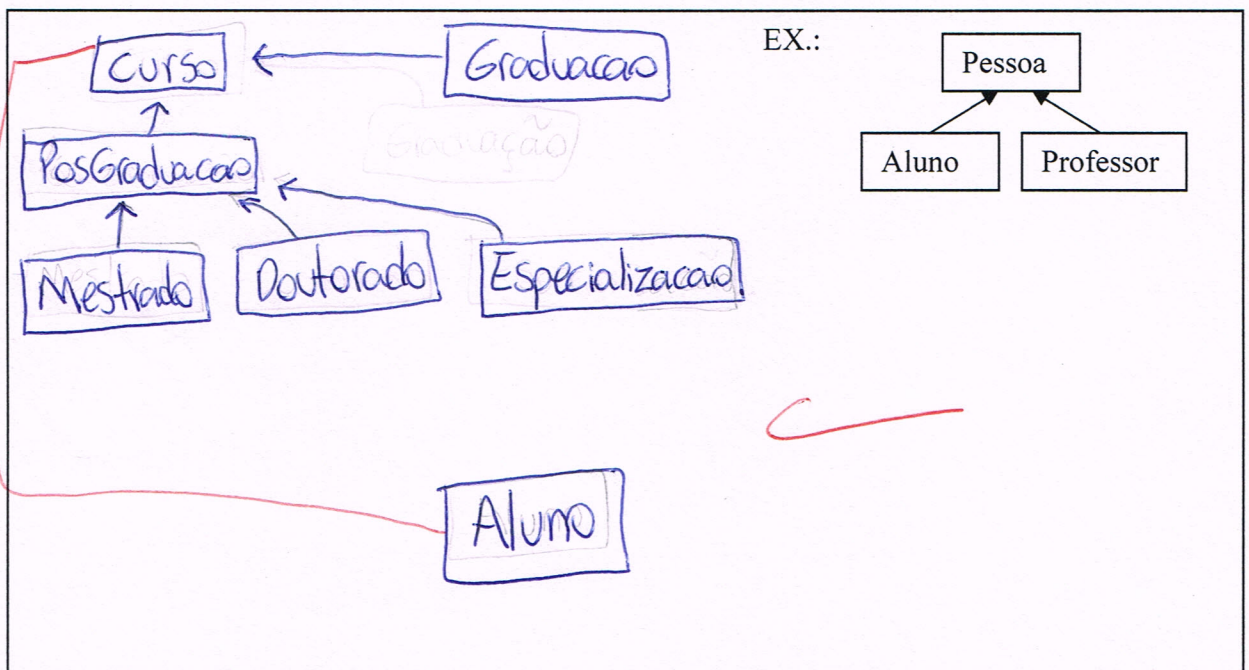 Curso
Graduacao
EX.:
Pessoa
Aluno
Professor
PosGraduacao
Mestrado
Doutorado
Especializacao
Aluno